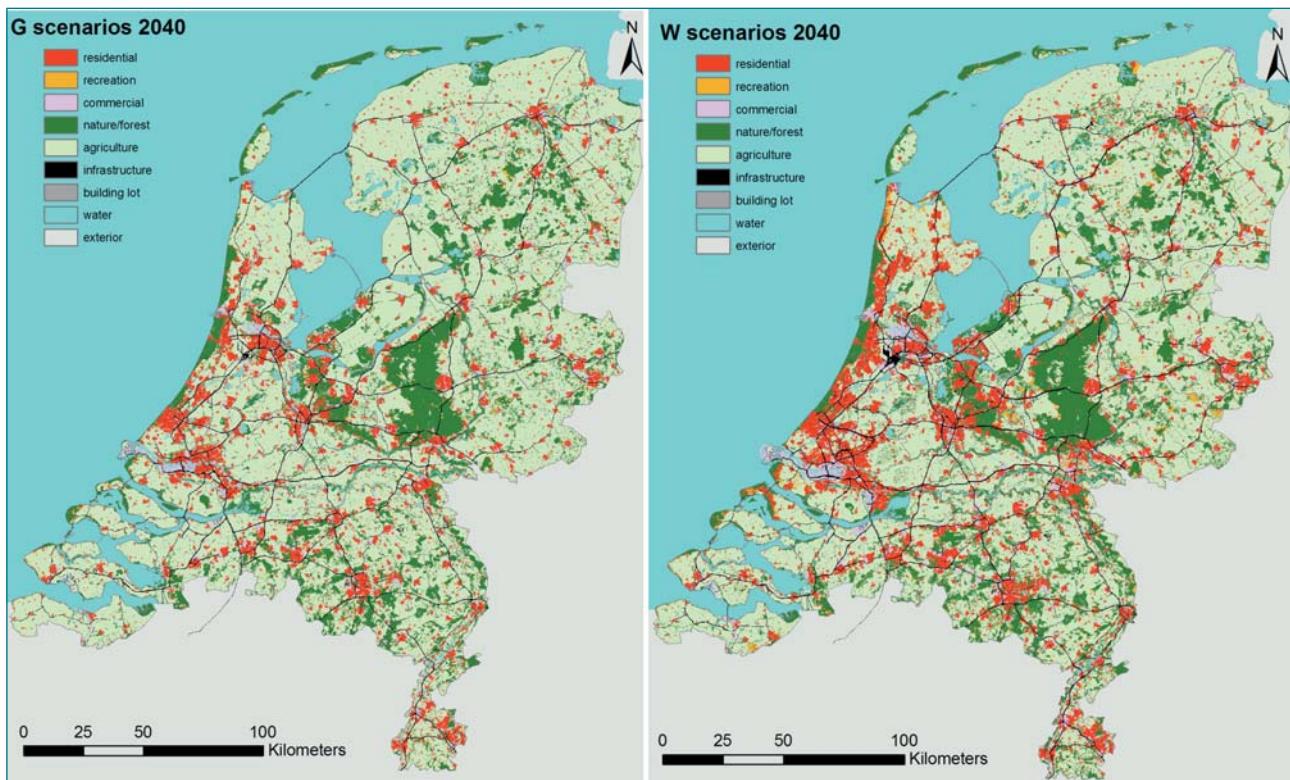 G scenarios 2040
N
residential
recreation
commercial
nature/forest
agriculture
infrastructure
building lot
water
exterior
0 25 50 100
Kilometers
W scenarios 2040
N
residential
recreation
commercial
nature/forest
agriculture
infrastructure
building lot
water
exterior
0 25 50 100
Kilometers